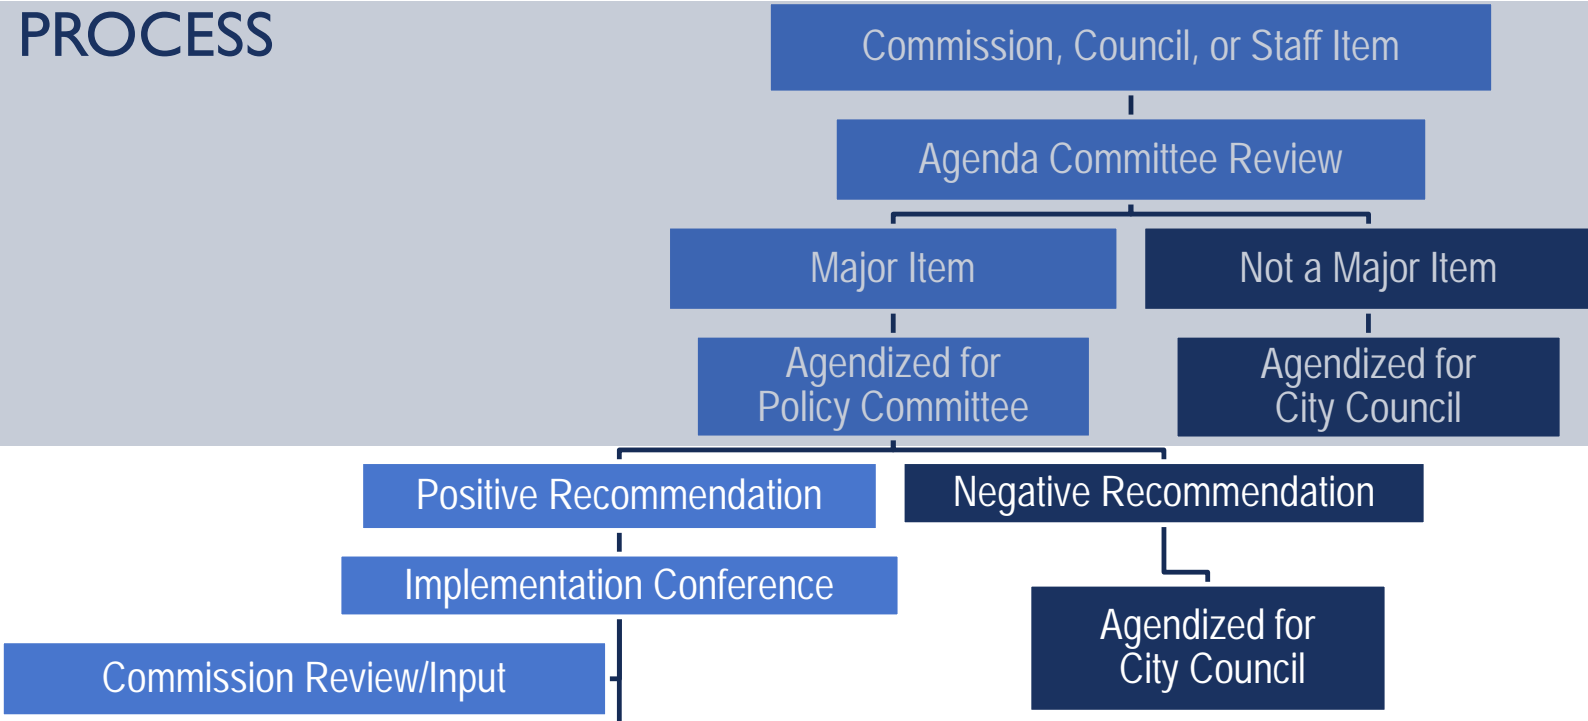 PROCESS
Commission, Council, or Staff Item
Agenda Committee Review
Major Item
Not a Major Item
Agendized for
Policy Committee
Agendized for
City Council
Positive Recommendation
Negative Recommendation
Implementation Conference
Agendized for
City Council
Commission Review/Input